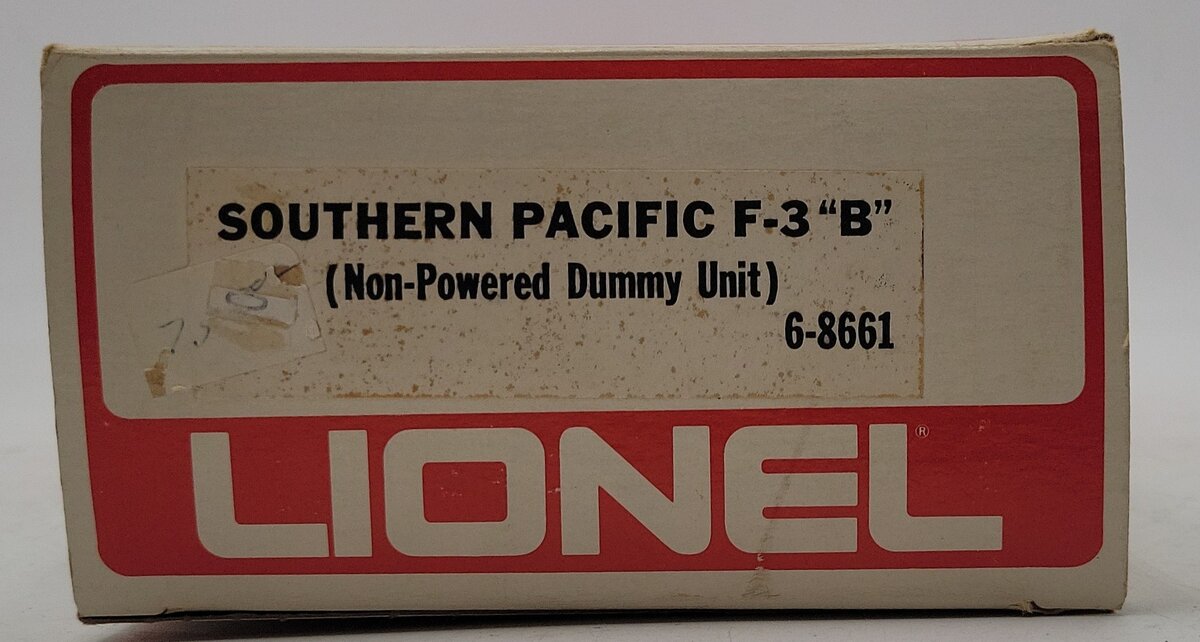 SOUTHERN PACIFIC F-3 “B”
(Non-Powered Dummy Unit)
6-8661
LIONEL®